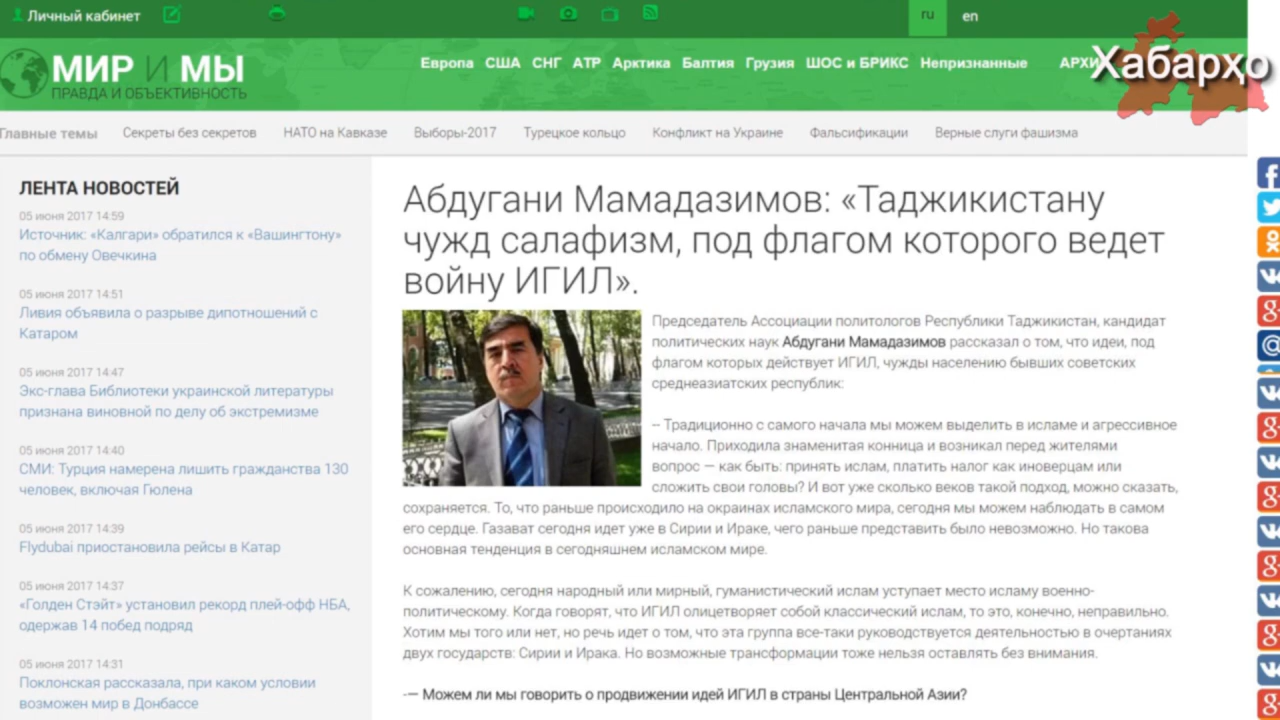 Личный кабинет
ru en
МИР И МЫ
ПРАВДА И ОБЪЕКТИВНОСТЬ
Европа США СНГ АТР Арктика Балтия Грузия ШОС и БРИКС Непризнанные
Хабарҳо
Главные темы Секреты без секретов НАТО на Кавказе Выборы-2017 Турецкое кольцо Конфликт на Украине Фальсификации Верные слуги фашизма
ЛЕНТА НОВОСТЕЙ
05 июня 2017 14:59
Источник: «Калгари» обратился к «Вашингтону»
по обмену Овечкина
05 июня 2017 14:51
Ливия объявила о разрыве дипотношений с
Катаром
05 июня 2017 14:47
Экс-глава Библиотеки украинской литературы
признана виновной по делу об экстремизме
05 июня 2017 14:40
СМИ: Турция намерена лишить гражданства 130
человек, включая Гюлена
05 июня 2017 14:39
Flydubai приостановила рейсы в Катар
05 июня 2017 14:37
«Голден Стэйт» установил рекорд плей-офф НБА,
одержав 14 побед подряд
05 июня 2017 14:31
Поклонская рассказала, при каком условии
возможен мир в Донбассе
Абдугани Мамадазимов: «Таджикистану
чужд салафизм, под флагом которого ведет
войну ИГИЛ».
Председатель Ассоциации политологов Республики Таджикистан, кандидат
политических наук Абдугани Мамадазимов рассказал о том, что идеи, под
флагом которых действует ИГИЛ, чужды населению бывших советских
среднеазиатских республик:
-- Традиционно с самого начала мы можем выделить в исламе и агрессивное
начало. Приходила знаменитая конница и возникал перед жителями
вопрос — как быть: принять ислам, платить налог как иноверцам или
сложить свои головы? И вот уже сколько веков такой подход, можно сказать,
сохраняется. То, что раньше происходило на окраинах исламского мира, сегодня мы можем наблюдать в самом
его сердце. Газават сегодня идет уже в Сирии и Ираке, чего раньше представить было невозможно. Но такова
основная тенденция в сегодняшнем исламском мире.
К сожалению, сегодня народный или мирный, гуманистический ислам уступает место исламу военно-
политическому. Когда говорят, что ИГИЛ олицетворяет собой классический ислам, то это, конечно, неправильно.
Хотим мы того или нет, но речь идет о том, что эта группа все-таки руководствуется деятельностью в очертаниях
двух государств: Сирии и Ирака. Но возможные трансформации тоже нельзя оставлять без внимания.
-— Можем ли мы говорить о продвижении идей ИГИЛ в страны Центральной Азии?